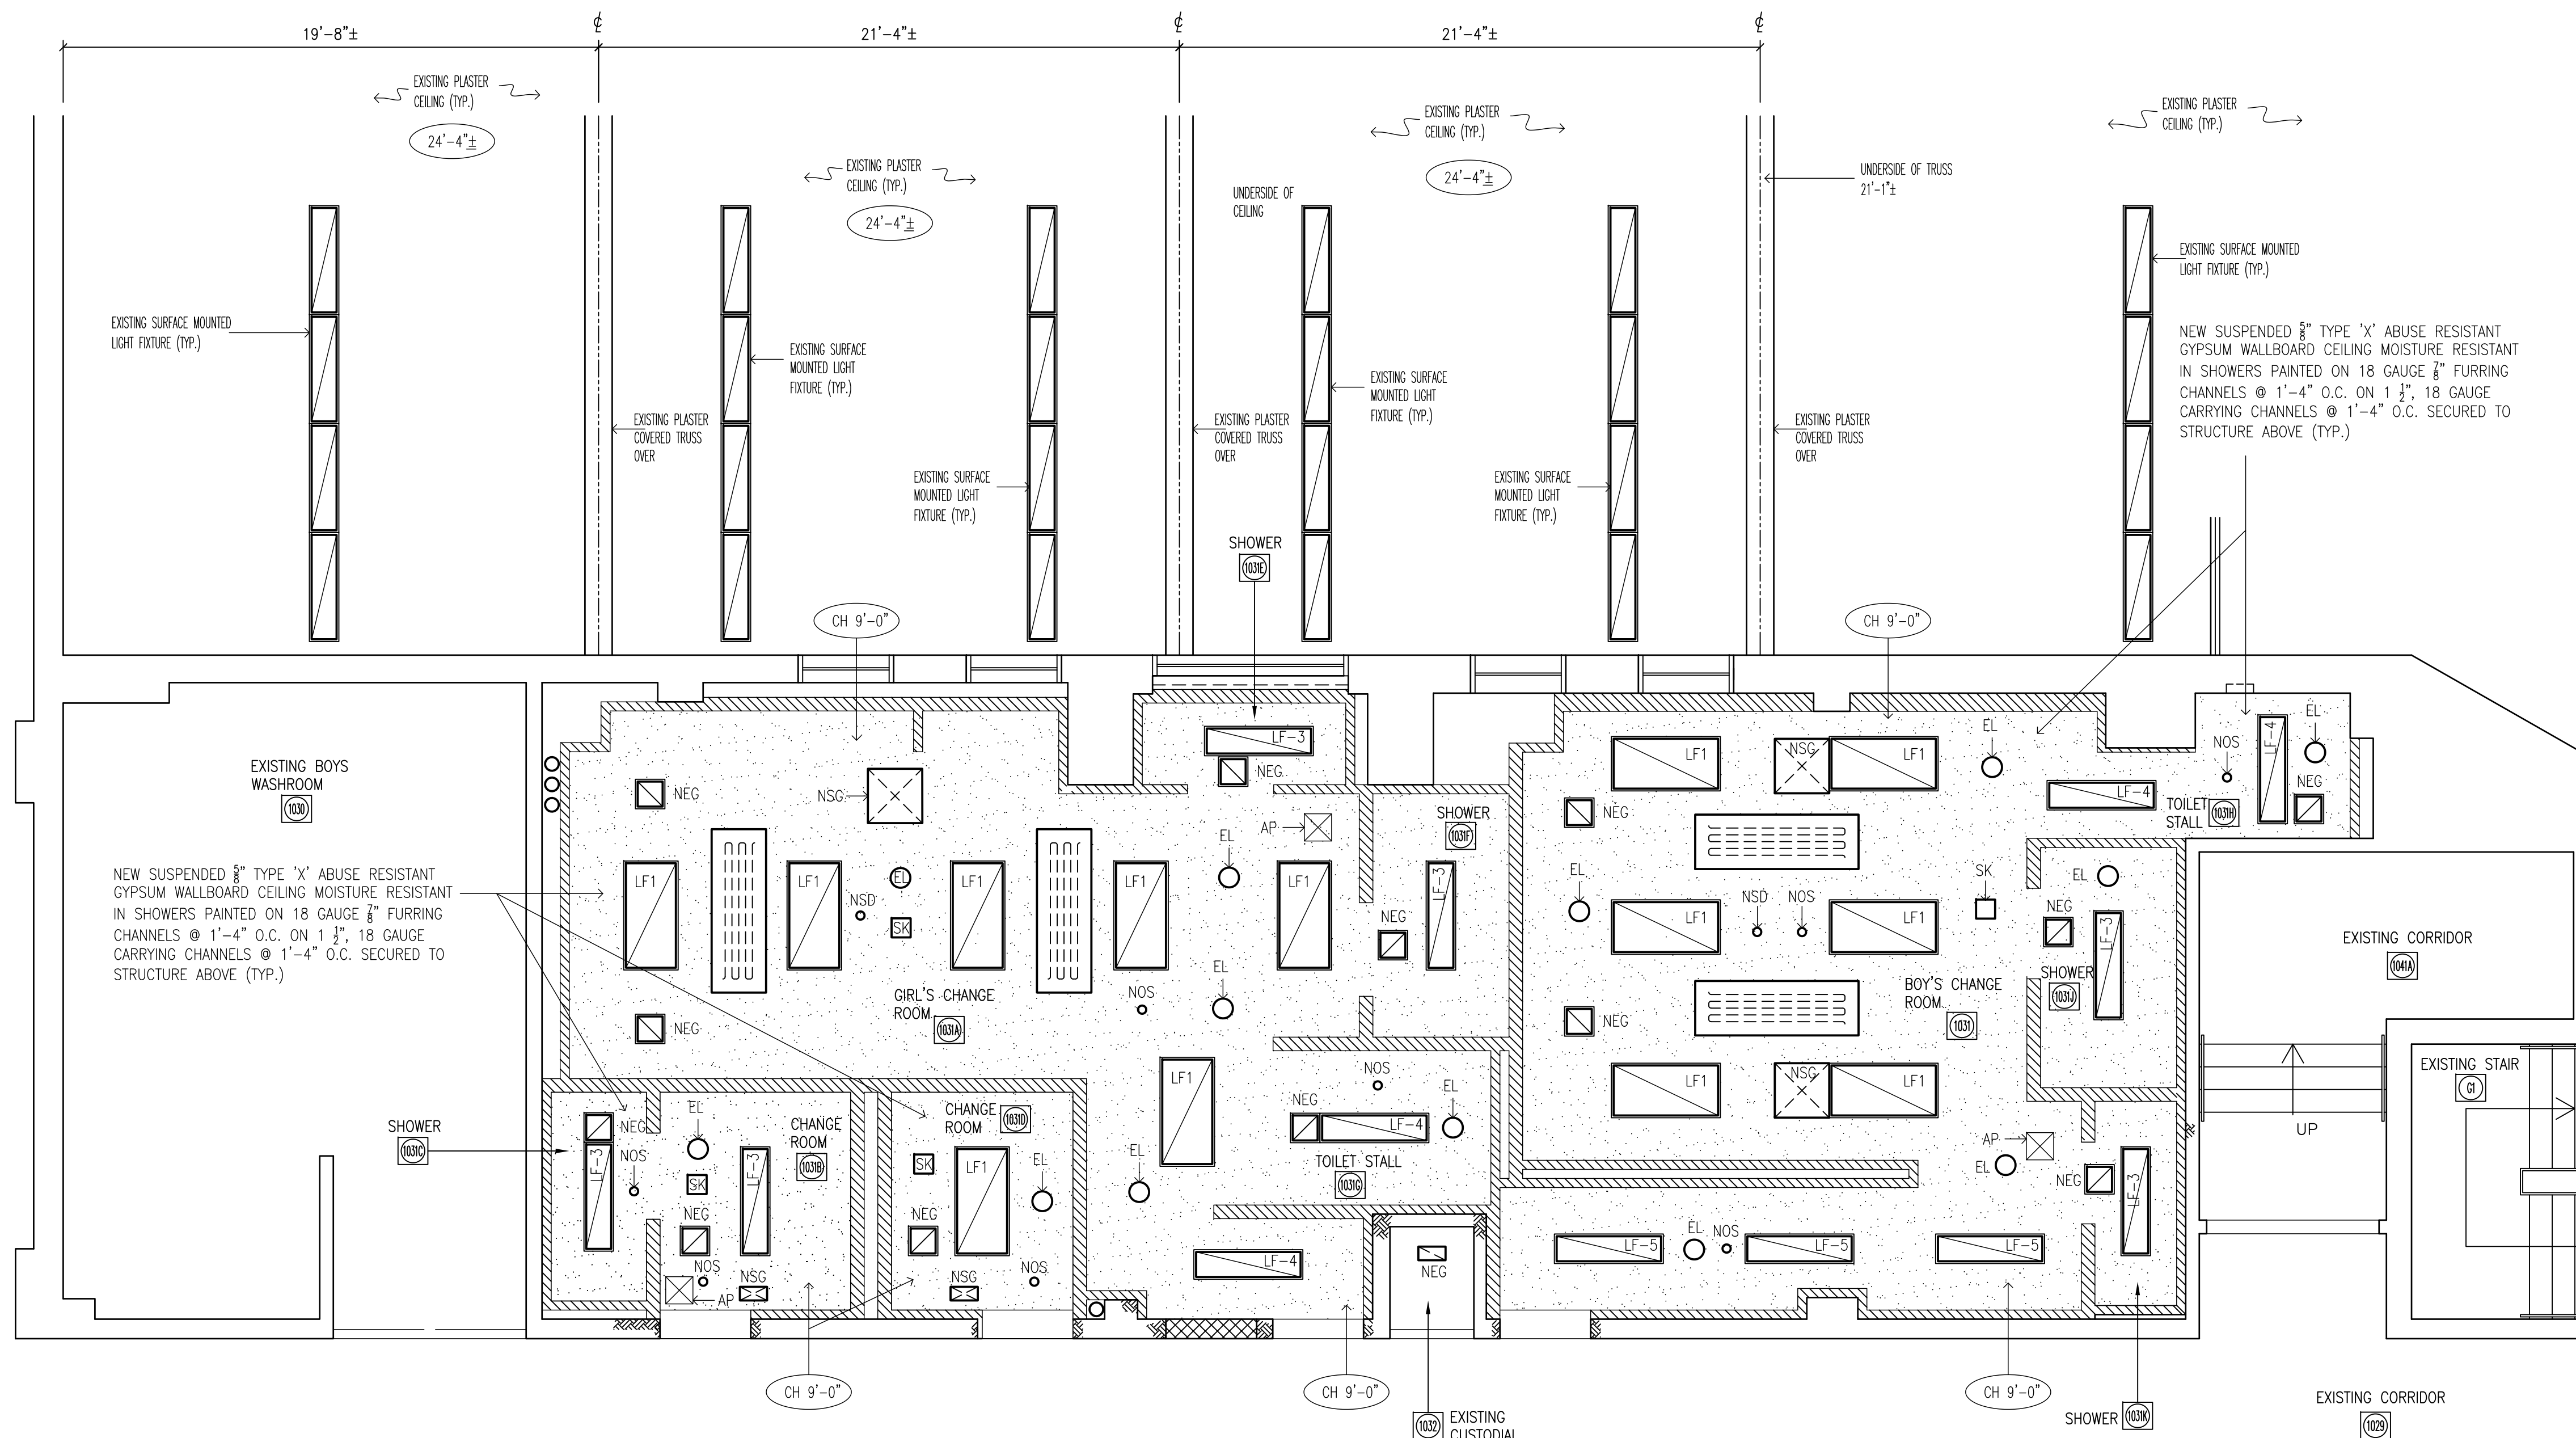 19'-8"±
℄
21'-4"±
℄
21'-4"±
℄
EXISTING PLASTER
CEILING (TYP.)
24'-4"±
EXISTING PLASTER
CEILING (TYP.)
24'-4"±
EXISTING PLASTER
CEILING (TYP.)
24'-4"±
EXISTING PLASTER
CEILING (TYP.)
UNDERSIDE OF
CEILING
UNDERSIDE OF TRUSS
21'-1"±
EXISTING SURFACE MOUNTED
LIGHT FIXTURE (TYP.)
EXISTING SURFACE
MOUNTED LIGHT
FIXTURE (TYP.)
EXISTING SURFACE
MOUNTED LIGHT
FIXTURE (TYP.)
EXISTING SURFACE MOUNTED
LIGHT FIXTURE (TYP.)
EXISTING PLASTER
COVERED TRUSS
OVER
EXISTING PLASTER
COVERED TRUSS
OVER
EXISTING PLASTER
COVERED TRUSS
OVER
EXISTING SURFACE
MOUNTED LIGHT
FIXTURE (TYP.)
EXISTING SURFACE
MOUNTED LIGHT
FIXTURE (TYP.)
NEW SUSPENDED 5/8" TYPE 'X' ABUSE RESISTANT
GYPSUM WALLBOARD CEILING MOISTURE RESISTANT
IN SHOWERS PAINTED ON 18 GAUGE 7/8" FURRING
CHANNELS @ 1'-4" O.C. ON 1 1/2", 18 GAUGE
CARRYING CHANNELS @ 1'-4" O.C. SECURED TO
STRUCTURE ABOVE (TYP.)
SHOWER
1031E
CH 9'-0"
CH 9'-0"
EXISTING BOYS
WASHROOM
1030
NEW SUSPENDED 5/8" TYPE 'X' ABUSE RESISTANT
GYPSUM WALLBOARD CEILING MOISTURE RESISTANT
IN SHOWERS PAINTED ON 18 GAUGE 7/8" FURRING
CHANNELS @ 1'-4" O.C. ON 1 1/2", 18 GAUGE
CARRYING CHANNELS @ 1'-4" O.C. SECURED TO
STRUCTURE ABOVE (TYP.)
NEG
NSG
LF-3
NEG
AP
EL
LF1
LF1
EL
NSD
SK
LF1
LF1
LF1
NEG
GIRL'S CHANGE
ROOM
1031A
NOS
EL
SHOWER
1031F
LF-3
NEG
LF1
NSG
LF1
EL
NEG
LF-4
NOS
LF-4
EL
NEG
TOILET
STALL
1031H
EL
LF1
NSD
NOS
LF1
SK
EL
NEG
LF-3
SHOWER
1031J
BOY'S CHANGE
ROOM
1031
NEG
LF1
NSG
LF1
EXISTING CORRIDOR
1041A
EXISTING STAIR
G1
UP
SHOWER
1031C
NEG
LF-3
NOS
EL
SK
LF-3
CHANGE
ROOM
1031B
NEG
NOS
AP
NSG
CHANGE
ROOM
1031D
SK
LF1
EL
NEG
NSG
NOS
LF1
EL
NOS
NEG
LF-4
EL
TOILET STALL
1031G
LF-4
NEG
LF-5
EL
NOS
LF-5
LF-5
AP
EL
NEG
LF-3
CH 9'-0"
CH 9'-0"
CH 9'-0"
1032
EXISTING
CUSTODIAL
SHOWER
1031K
EXISTING CORRIDOR
1029